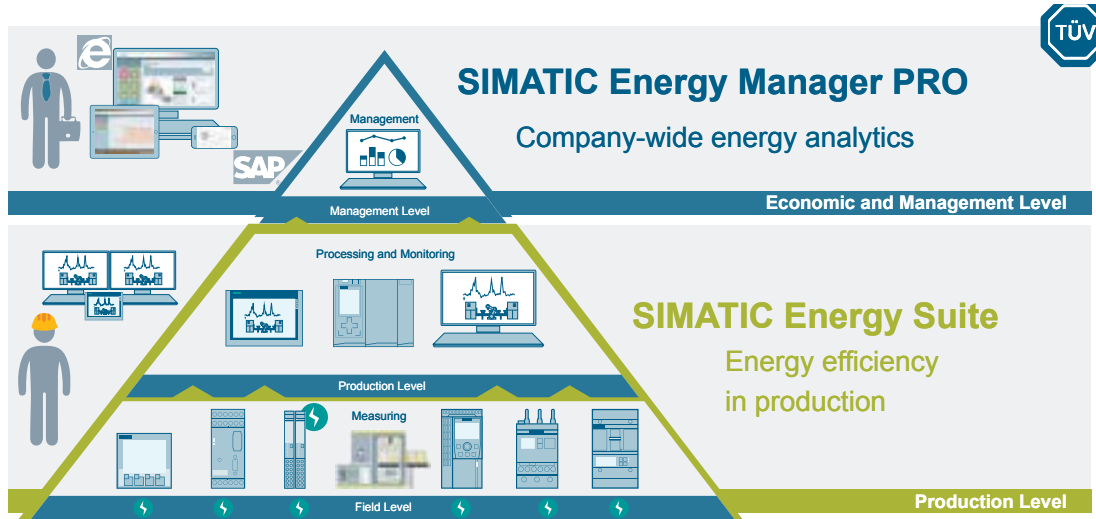 TÜV
SIMATIC Energy Manager PRO
Management
Company-wide energy analytics
SAP
Economic and Management Level
Management Level
Processing and Monitoring
SIMATIC Energy Suite
Energy efficiency
in production
Production Level
Measuring
Production Level
Field Level